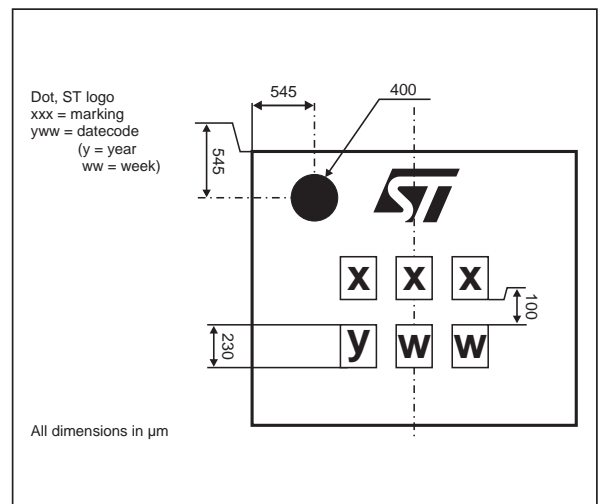 545
400
Dot, ST logo
xxx = marking
yww = datecode
(y = year
ww = week)
545
ST
x x x
100
y w w
230
All dimensions in µm